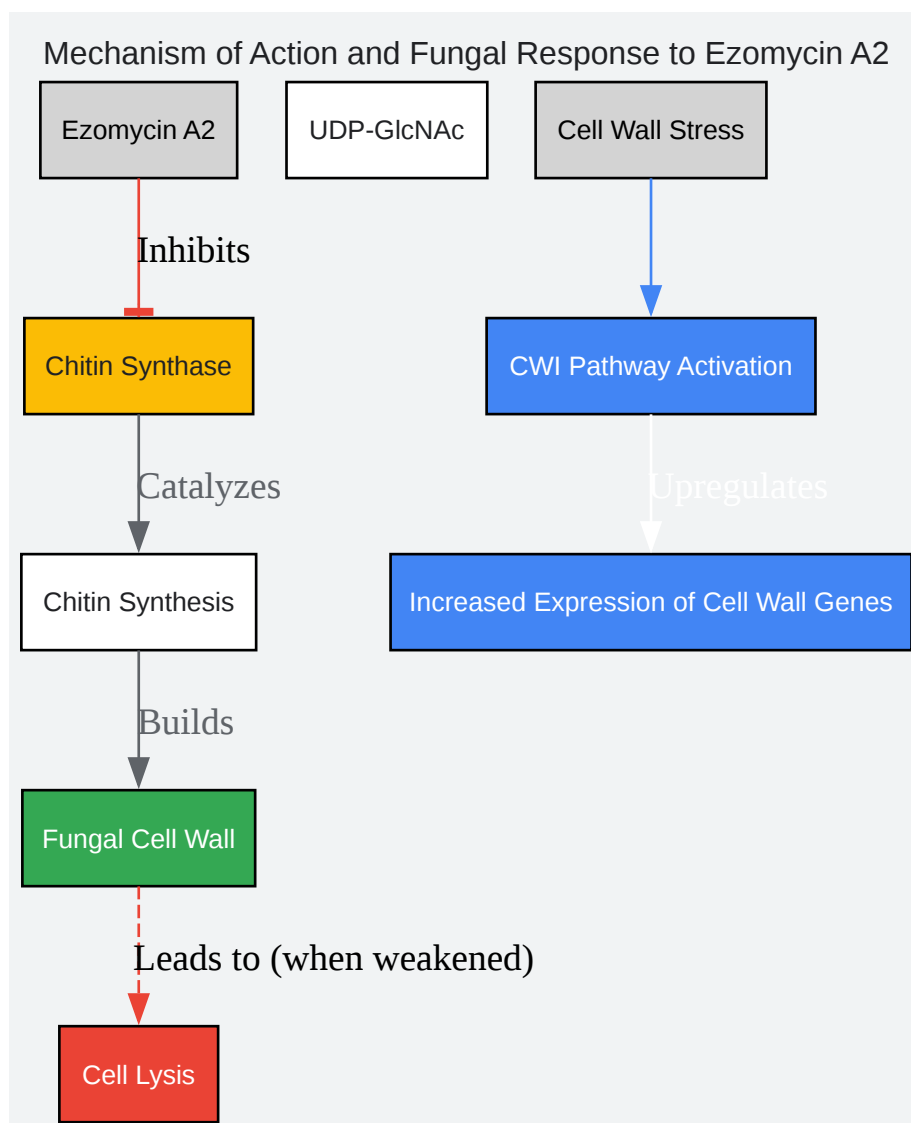 Mechanism of Action and Fungal Response to Ezomycin A2
Ezomycin A2
UDP-GlcNAc
Cell Wall Stress
Inhibits
Chitin Synthase
CWI Pathway Activation
Catalyzes
Upregulates
Chitin Synthesis
Increased Expression of Cell Wall Genes
Builds
Fungal Cell Wall
Leads to (when weakened)
Cell Lysis